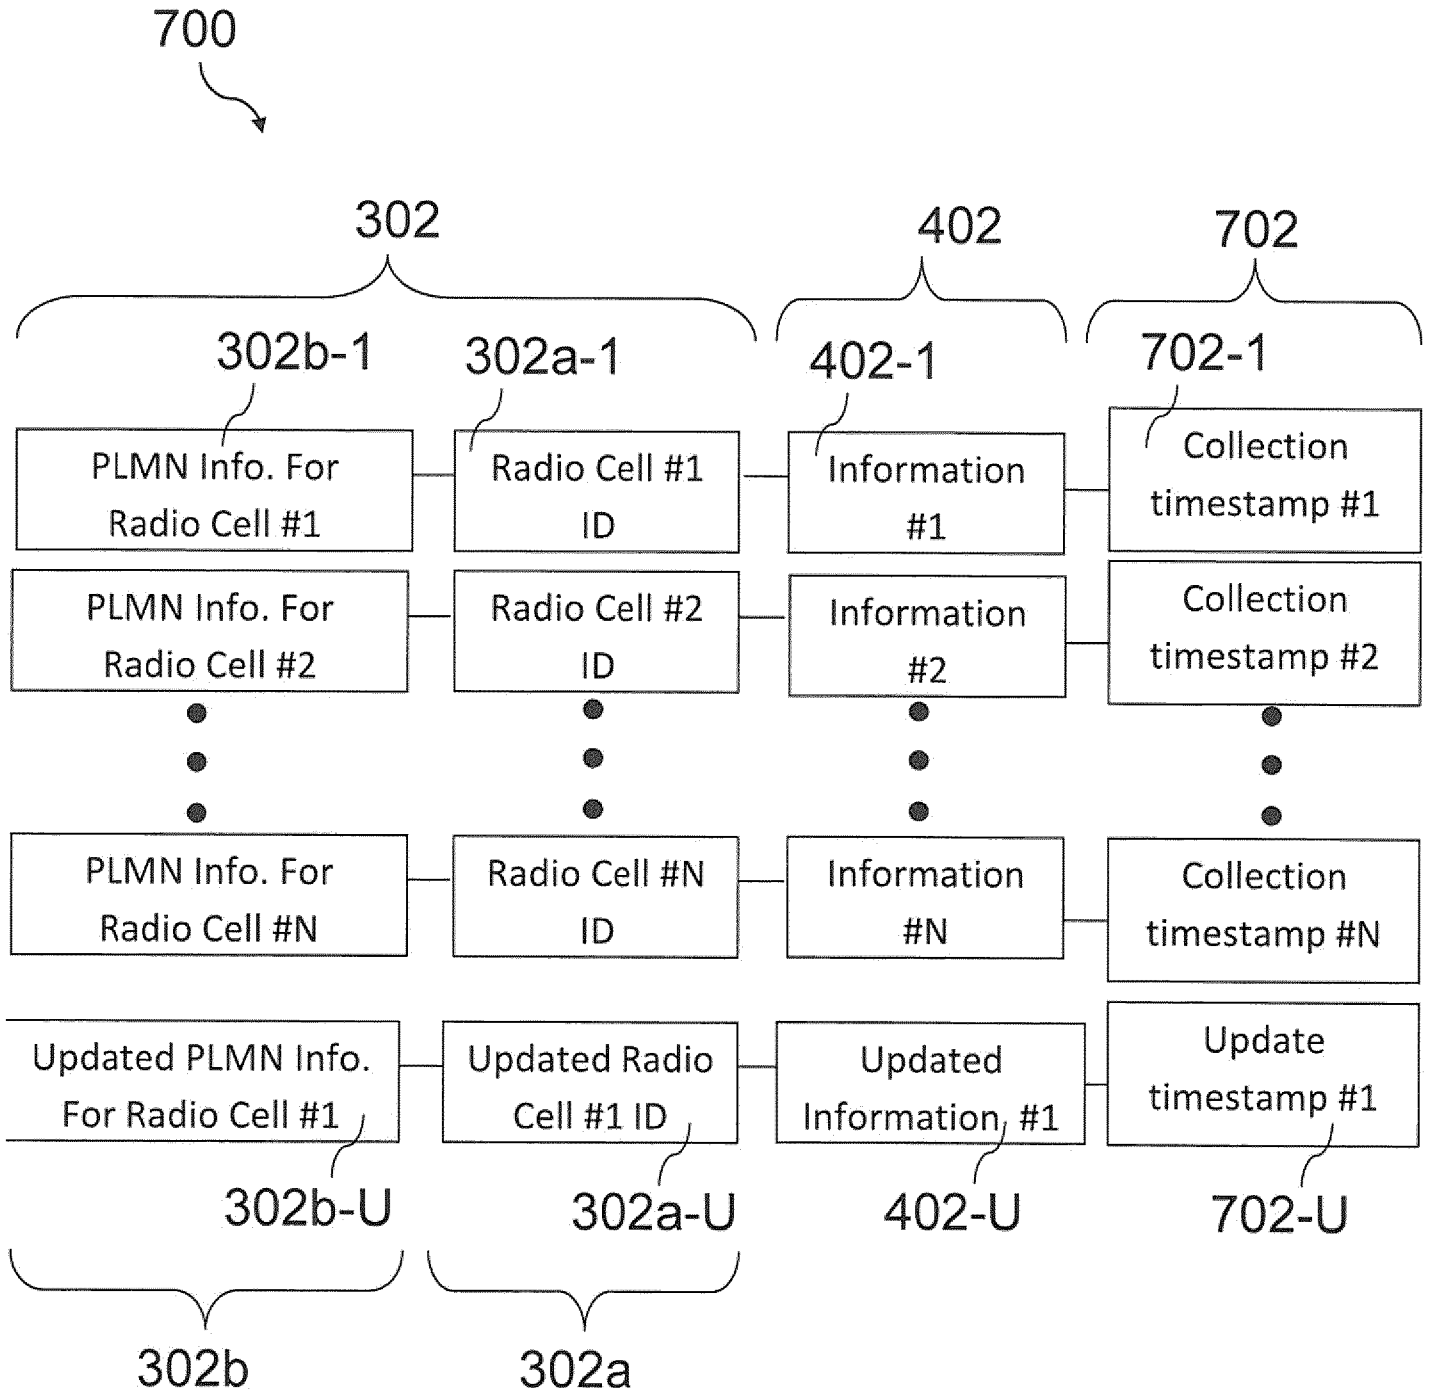 700
302
402
702
302b-1
302a-1
402-1
702-1
PLMN Info. For
Radio Cell #1
Radio Cell #1
ID
Information
#1
Collection
timestamp #1
PLMN Info. For
Radio Cell #2
Radio Cell #2
ID
Information
#2
Collection
timestamp #2
PLMN Info. For
Radio Cell #N
Radio Cell #N
ID
Information
#N
Collection
timestamp #N
Updated PLMN Info.
For Radio Cell #1
Updated Radio
Cell #1 ID
Updated
Information #1
Update
timestamp #1
302b-U
302a-U
402-U
702-U
302b
302a